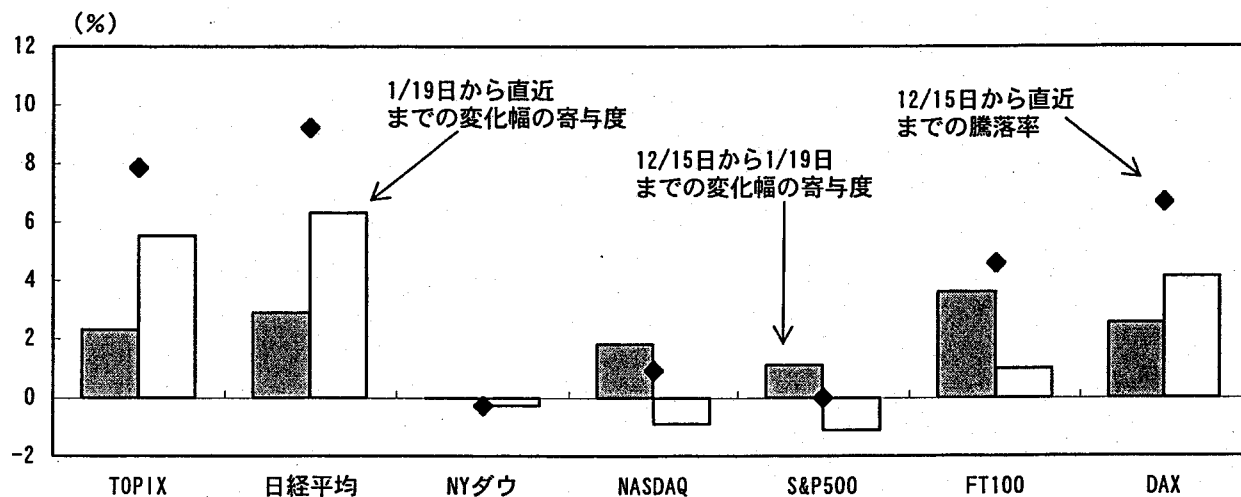 (%)
12
10
8
6
4
2
0
-2
1/19日から直近
までの変化幅の寄与度
12/15日から1/19日
までの変化幅の寄与度
12/15日から直近
までの騰落率
TOPIX 日経平均 NYダウ NASDAQ S&P500 FT100 DAX